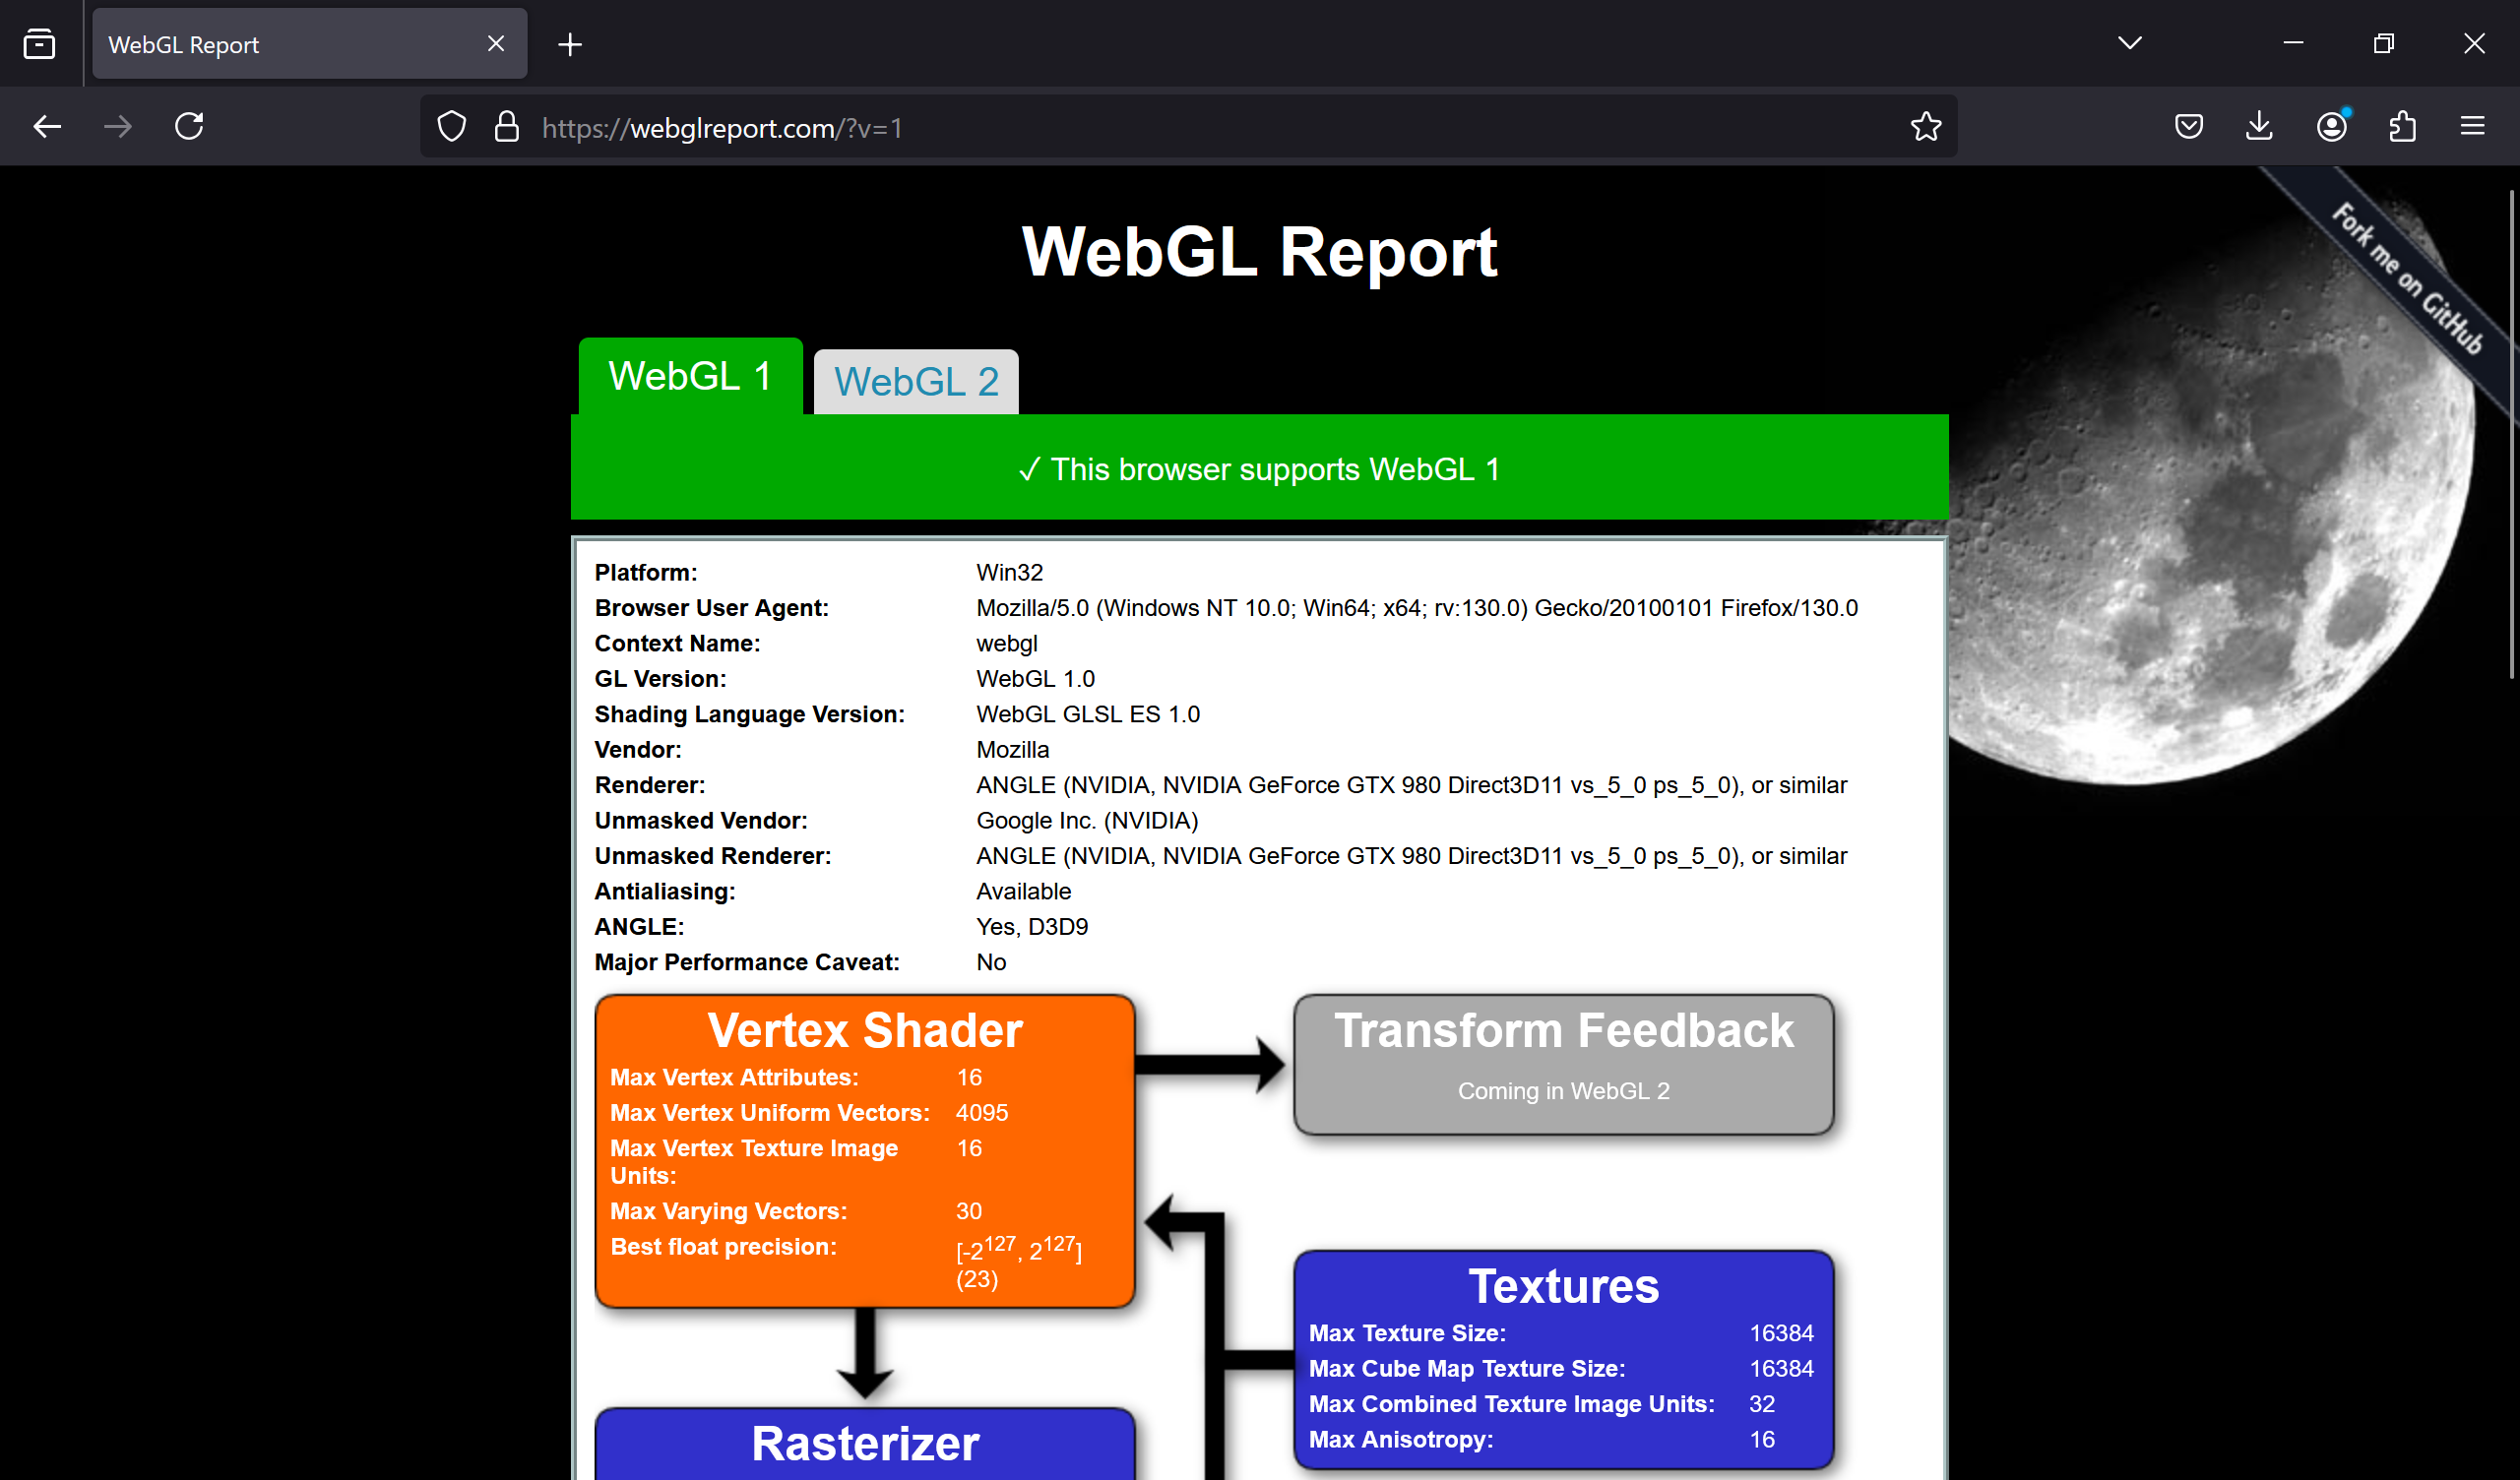 WebGL Report
https://webglreport.com/?v=1
Fork me on GitHub
WebGL Report
WebGL 1
WebGL 2
✓ This browser supports WebGL 1
Platform: Win32
Browser User Agent: Mozilla/5.0 (Windows NT 10.0; Win64; x64; rv:130.0) Gecko/20100101 Firefox/130.0
Context Name: webgl
GL Version: WebGL 1.0
Shading Language Version: WebGL GLSL ES 1.0
Vendor: Mozilla
Renderer: ANGLE (NVIDIA, NVIDIA GeForce GTX 980 Direct3D11 vs_5_0 ps_5_0), or similar
Unmasked Vendor: Google Inc. (NVIDIA)
Unmasked Renderer: ANGLE (NVIDIA, NVIDIA GeForce GTX 980 Direct3D11 vs_5_0 ps_5_0), or similar
Antialiasing: Available
ANGLE: Yes, D3D9
Major Performance Caveat: No
Vertex Shader
Max Vertex Attributes: 16
Max Vertex Uniform Vectors: 4095
Max Vertex Texture Image 16
Units:
Max Varying Vectors: 30
Best float precision: [-2¹²⁷, 2¹²⁷]
(23)
Transform Feedback
Coming in WebGL 2
Textures
Max Texture Size: 16384
Max Cube Map Texture Size: 16384
Max Combined Texture Image Units: 32
Max Anisotropy: 16
Rasterizer